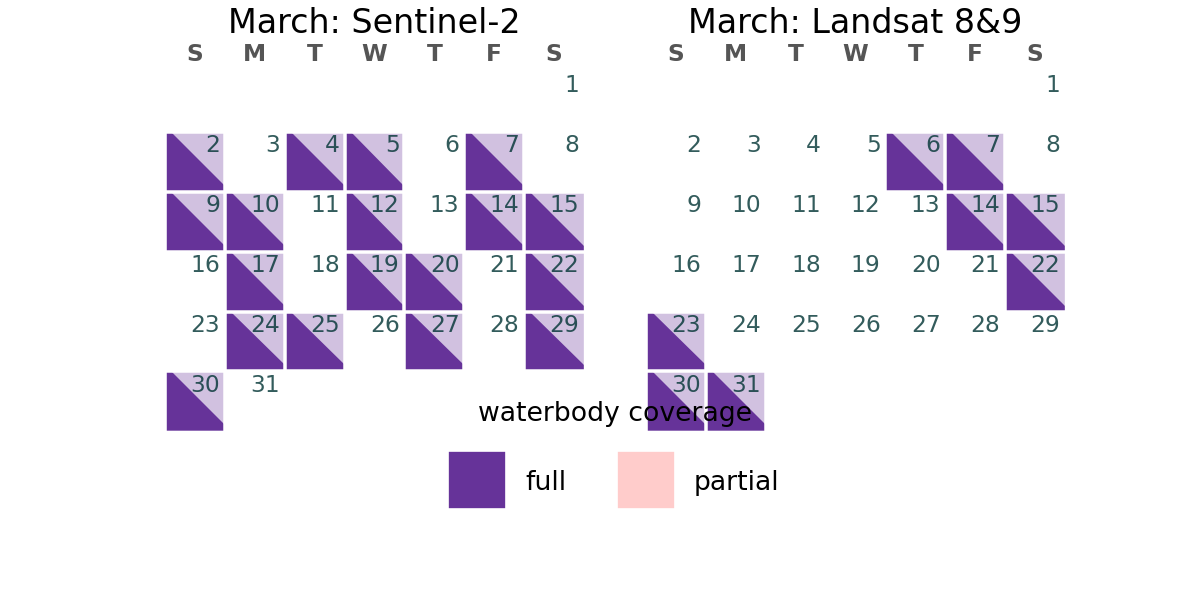 March: Sentinel-2
S M T W T F S
1
2 3 4 5 6 7 8
9 10 11 12 13 14 15
16 17 18 19 20 21 22
23 24 25 26 27 28 29
30 31
March: Landsat 8&9
S M T W T F S
1
2 3 4 5 6 7 8
9 10 11 12 13 14 15
16 17 18 19 20 21 22
23 24 25 26 27 28 29
30 31
waterbody coverage
full partial